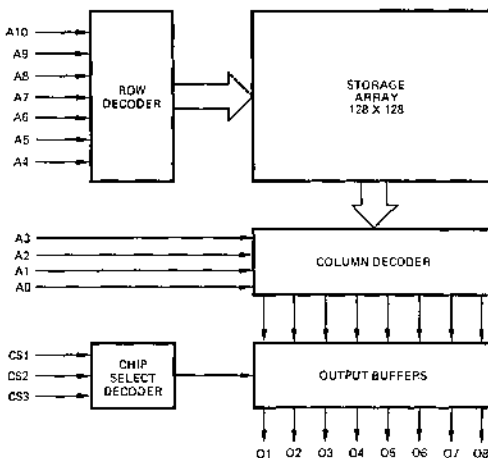 A10
A9
A8
A7
A6
A5
A4
ROW
DECODER
STORAGE
ARRAY
128 X 128
A3
A2
A1
A0
COLUMN DECODER
CS1
CS2
CS3
CHIP
SELECT
DECODER
OUTPUT BUFFERS
O1 O2 O3 O4 O5 O6 O7 O8